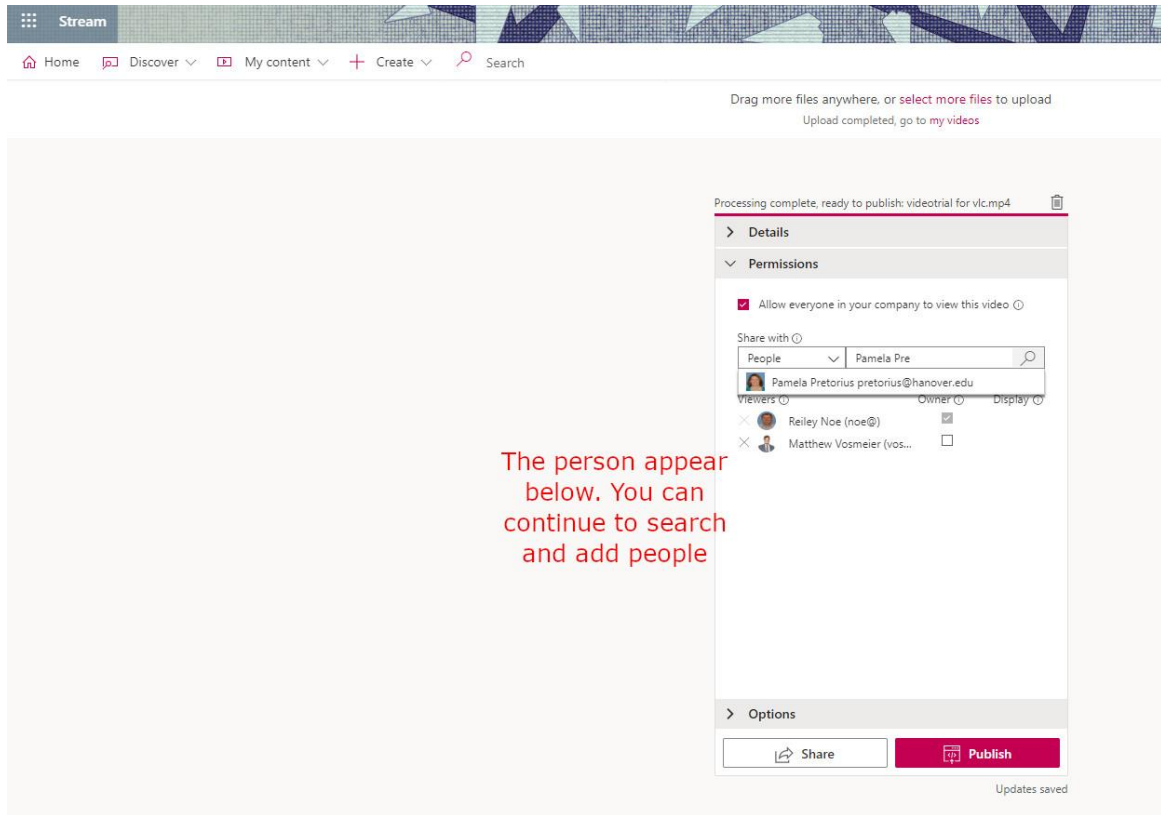 Stream
Home Discover My content Create Search
Drag more files anywhere, or select more files to upload
Upload completed, go to my videos
Processing complete, ready to publish: videotrial for vlc.mp4
Details
Permissions
Allow everyone in your company to view this video
Share with
People Pamela Pre
Pamela Pretorius pretorius@hanover.edu
Viewers Owner Display
Reiley Noe (noe@)
Matthew Vosmeier (vos...
The person appear
below. You can
continue to search
and add people
Options
Share Publish
Updates saved